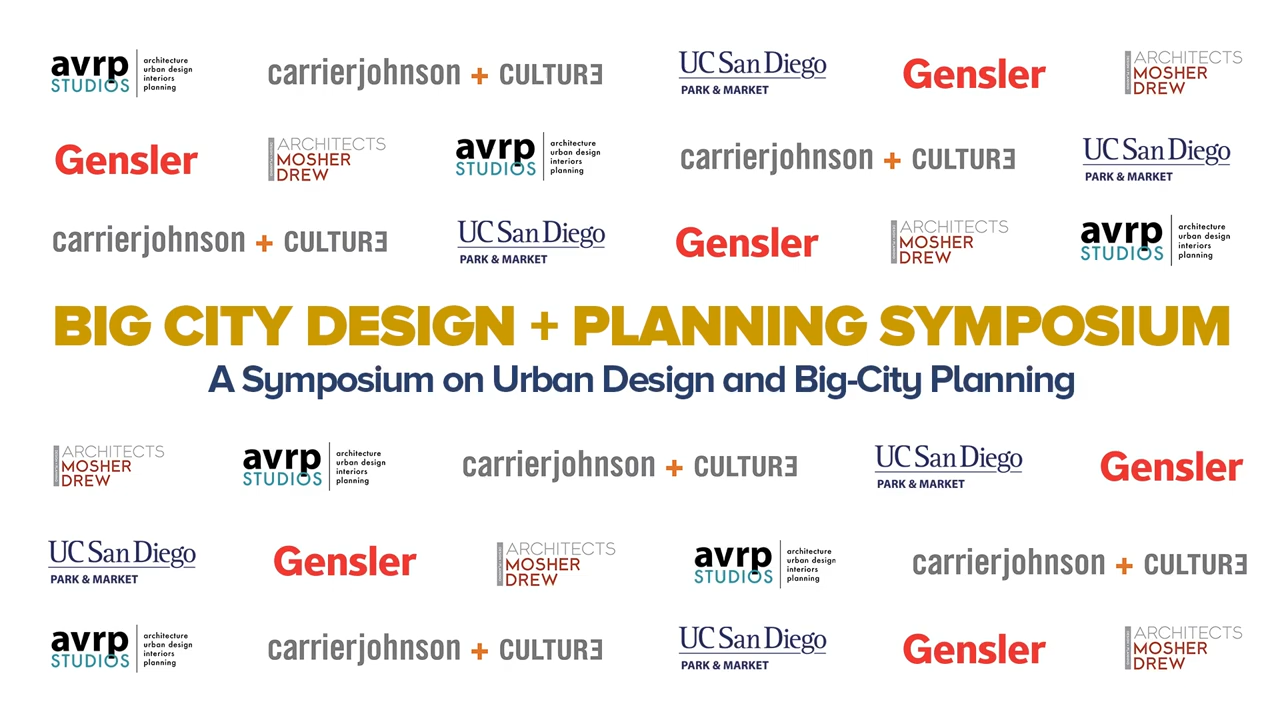 avrp STUDIOS architecture urban design interiors planning carrierjohnson + CULTURE UC San Diego PARK & MARKET Gensler ARCHITECTS MOSHER DREW
Gensler ARCHITECTS MOSHER DREW avrp STUDIOS architecture urban design interiors planning carrierjohnson + CULTURE UC San Diego PARK & MARKET
carrierjohnson + CULTURE UC San Diego PARK & MARKET Gensler ARCHITECTS MOSHER DREW avrp STUDIOS architecture urban design interiors planning
BIG CITY DESIGN + PLANNING SYMPOSIUM
A Symposium on Urban Design and Big-City Planning
ARCHITECTS MOSHER DREW avrp STUDIOS architecture urban design interiors planning carrierjohnson + CULTURE UC San Diego PARK & MARKET Gensler
UC San Diego PARK & MARKET Gensler ARCHITECTS MOSHER DREW avrp STUDIOS architecture urban design interiors planning carrierjohnson + CULTURE
avrp STUDIOS architecture urban design interiors planning carrierjohnson + CULTURE UC San Diego PARK & MARKET Gensler ARCHITECTS MOSHER DREW